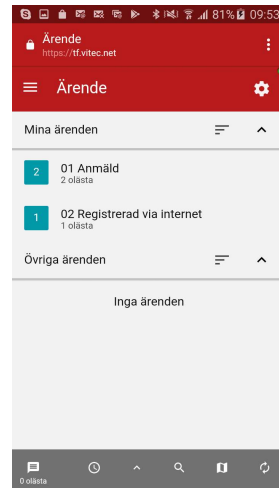 81% 09:53
Ärende
https://tf.vitec.net
Ärende
Mina ärenden
2 01 Anmäld
2 olästa
1 02 Registrerad via internet
1 olästa
Övriga ärenden
Inga ärenden
0 olästa